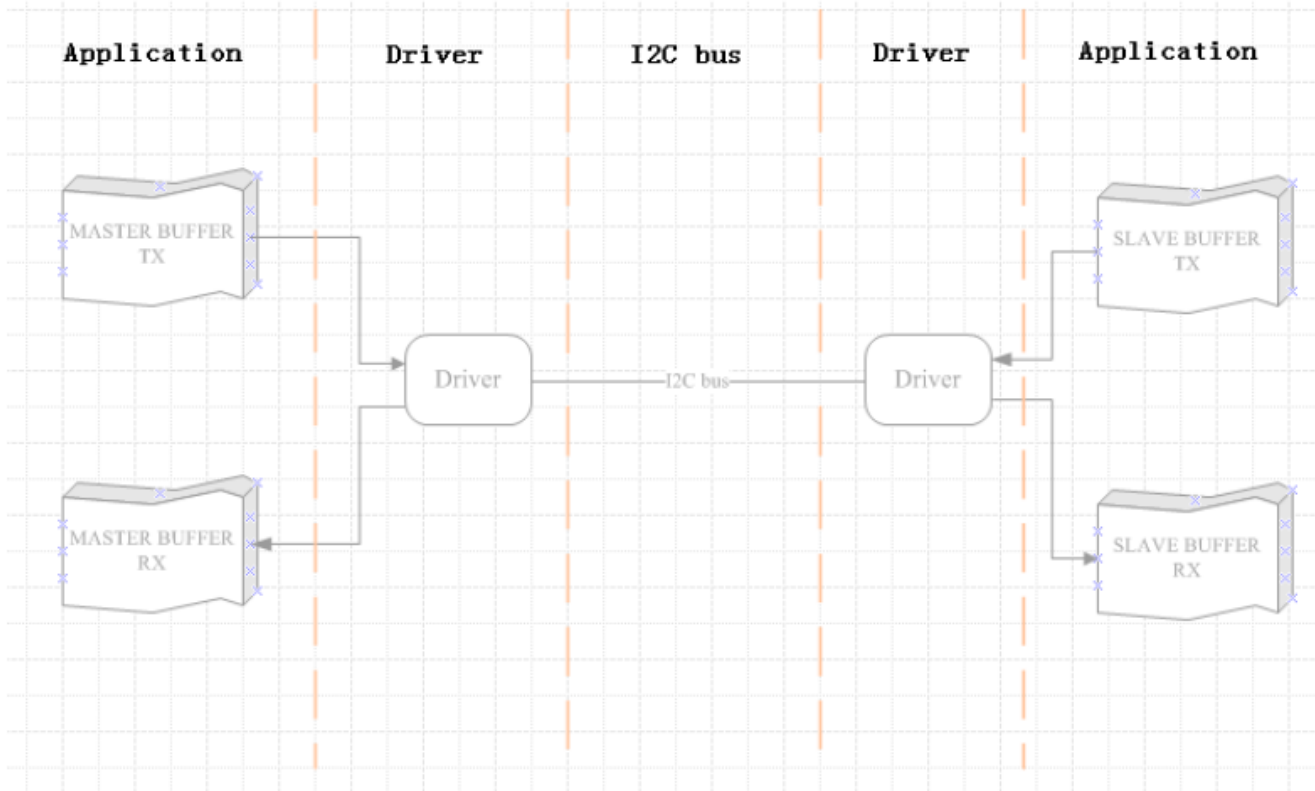 Application
Driver
I2C bus
Driver
Application
MASTER BUFFER
TX
SLAVE BUFFER
TX
Driver
I2C bus
Driver
MASTER BUFFER
RX
SLAVE BUFFER
RX